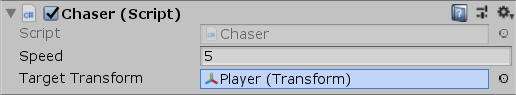 Chaser (Script)
Script Chaser
Speed 5
Target Transform Player (Transform)